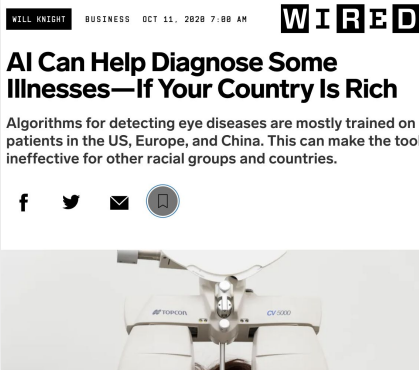 WILL KNIGHT BUSINESS OCT 11, 2020 7:00 AM
WIRED
AI Can Help Diagnose Some
Illnesses—If Your Country Is Rich
Algorithms for detecting eye diseases are mostly trained on
patients in the US, Europe, and China. This can make the tool
ineffective for other racial groups and countries.
TOPCON CV-5000